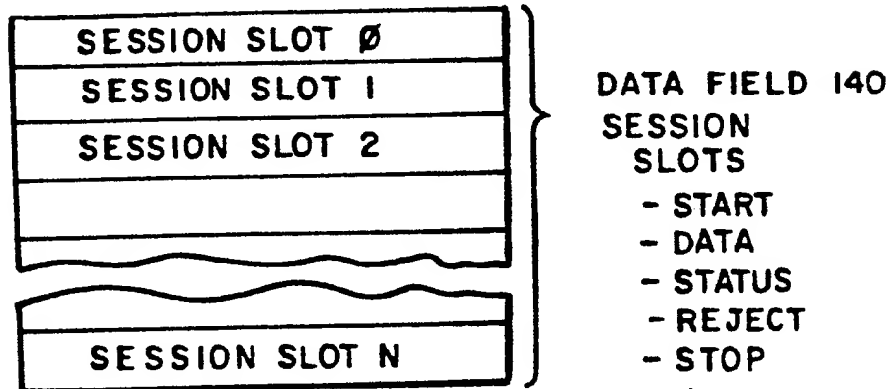 SESSION SLOT Ø
SESSION SLOT 1
SESSION SLOT 2
SESSION SLOT N
DATA FIELD 140
SESSION
SLOTS
- START
- DATA
- STATUS
- REJECT
- STOP